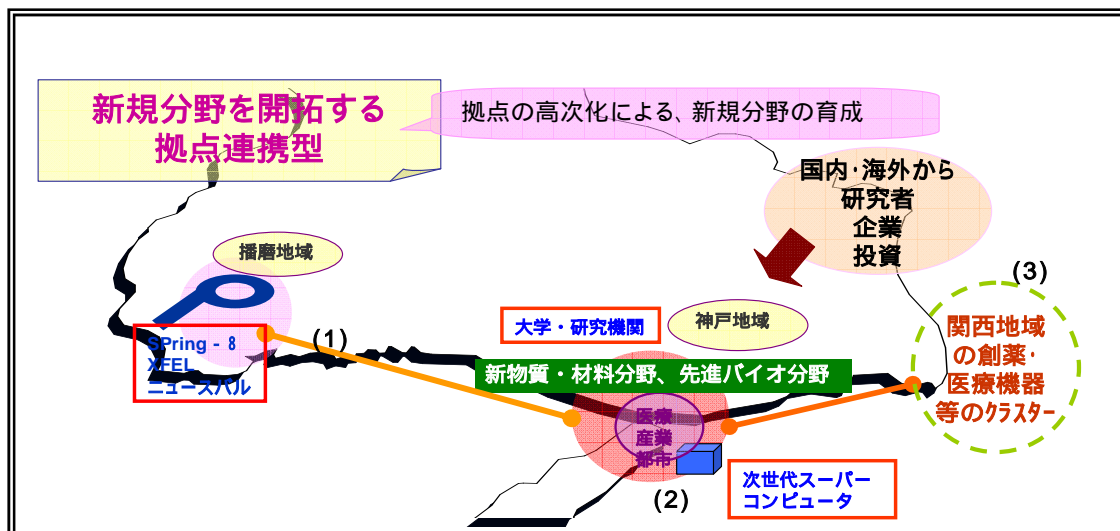 新規分野を開拓する
拠点連携型
拠点の高次化による、新規分野の育成
国内・海外から
研究者
企業
投資
播磨地域
(3)
(1)
大学・研究機関
神戸地域
関西地域
の創薬・
医療機器
等のクラスター
SPring - 8
XFEL
ニュースバル
新物質・材料分野、先進バイオ分野
医療
産業
都市
(2)
次世代スーパー
コンピュータ